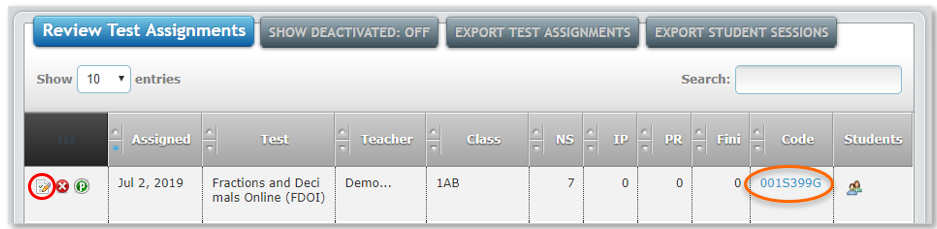 Review Test Assignments SHOW DEACTIVATED: OFF EXPORT TEST ASSIGNMENTS EXPORT STUDENT SESSIONS
Show 10 entries Search:
Assigned Test Teacher Class NS IP PR Fini Code Students
P Jul 2, 2019 Fractions and Deci Demo... 1AB 7 0 0 0 001S399G
mals Online (FDOI)